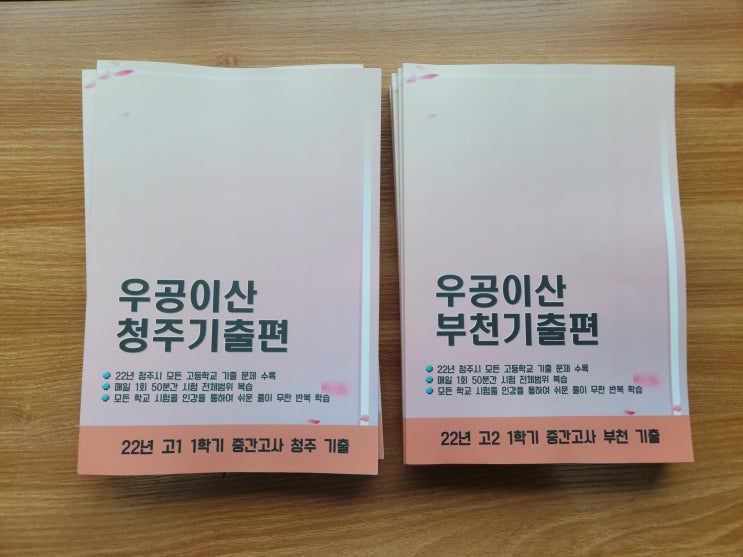 우공이산
청주기출편
22년 청주시 모든 고등학교 기출 문제 수록
매일 1회 50분간 시험 전체범위 복습
모든 학교 시험을 인강을 통하여 쉬운 풀이 무한 반복 학습
22년 고1 1학기 중간고사 청주 기출
우공이산
부천기출편
22년 청주시 모든 고등학교 기출 문제 수록
매일 1회 50분간 시험 전체범위 복습
모든 학교 시험을 인강을 통하여 쉬운 풀이 무한 반복 학습
22년 고2 1학기 중간고사 부천 기출